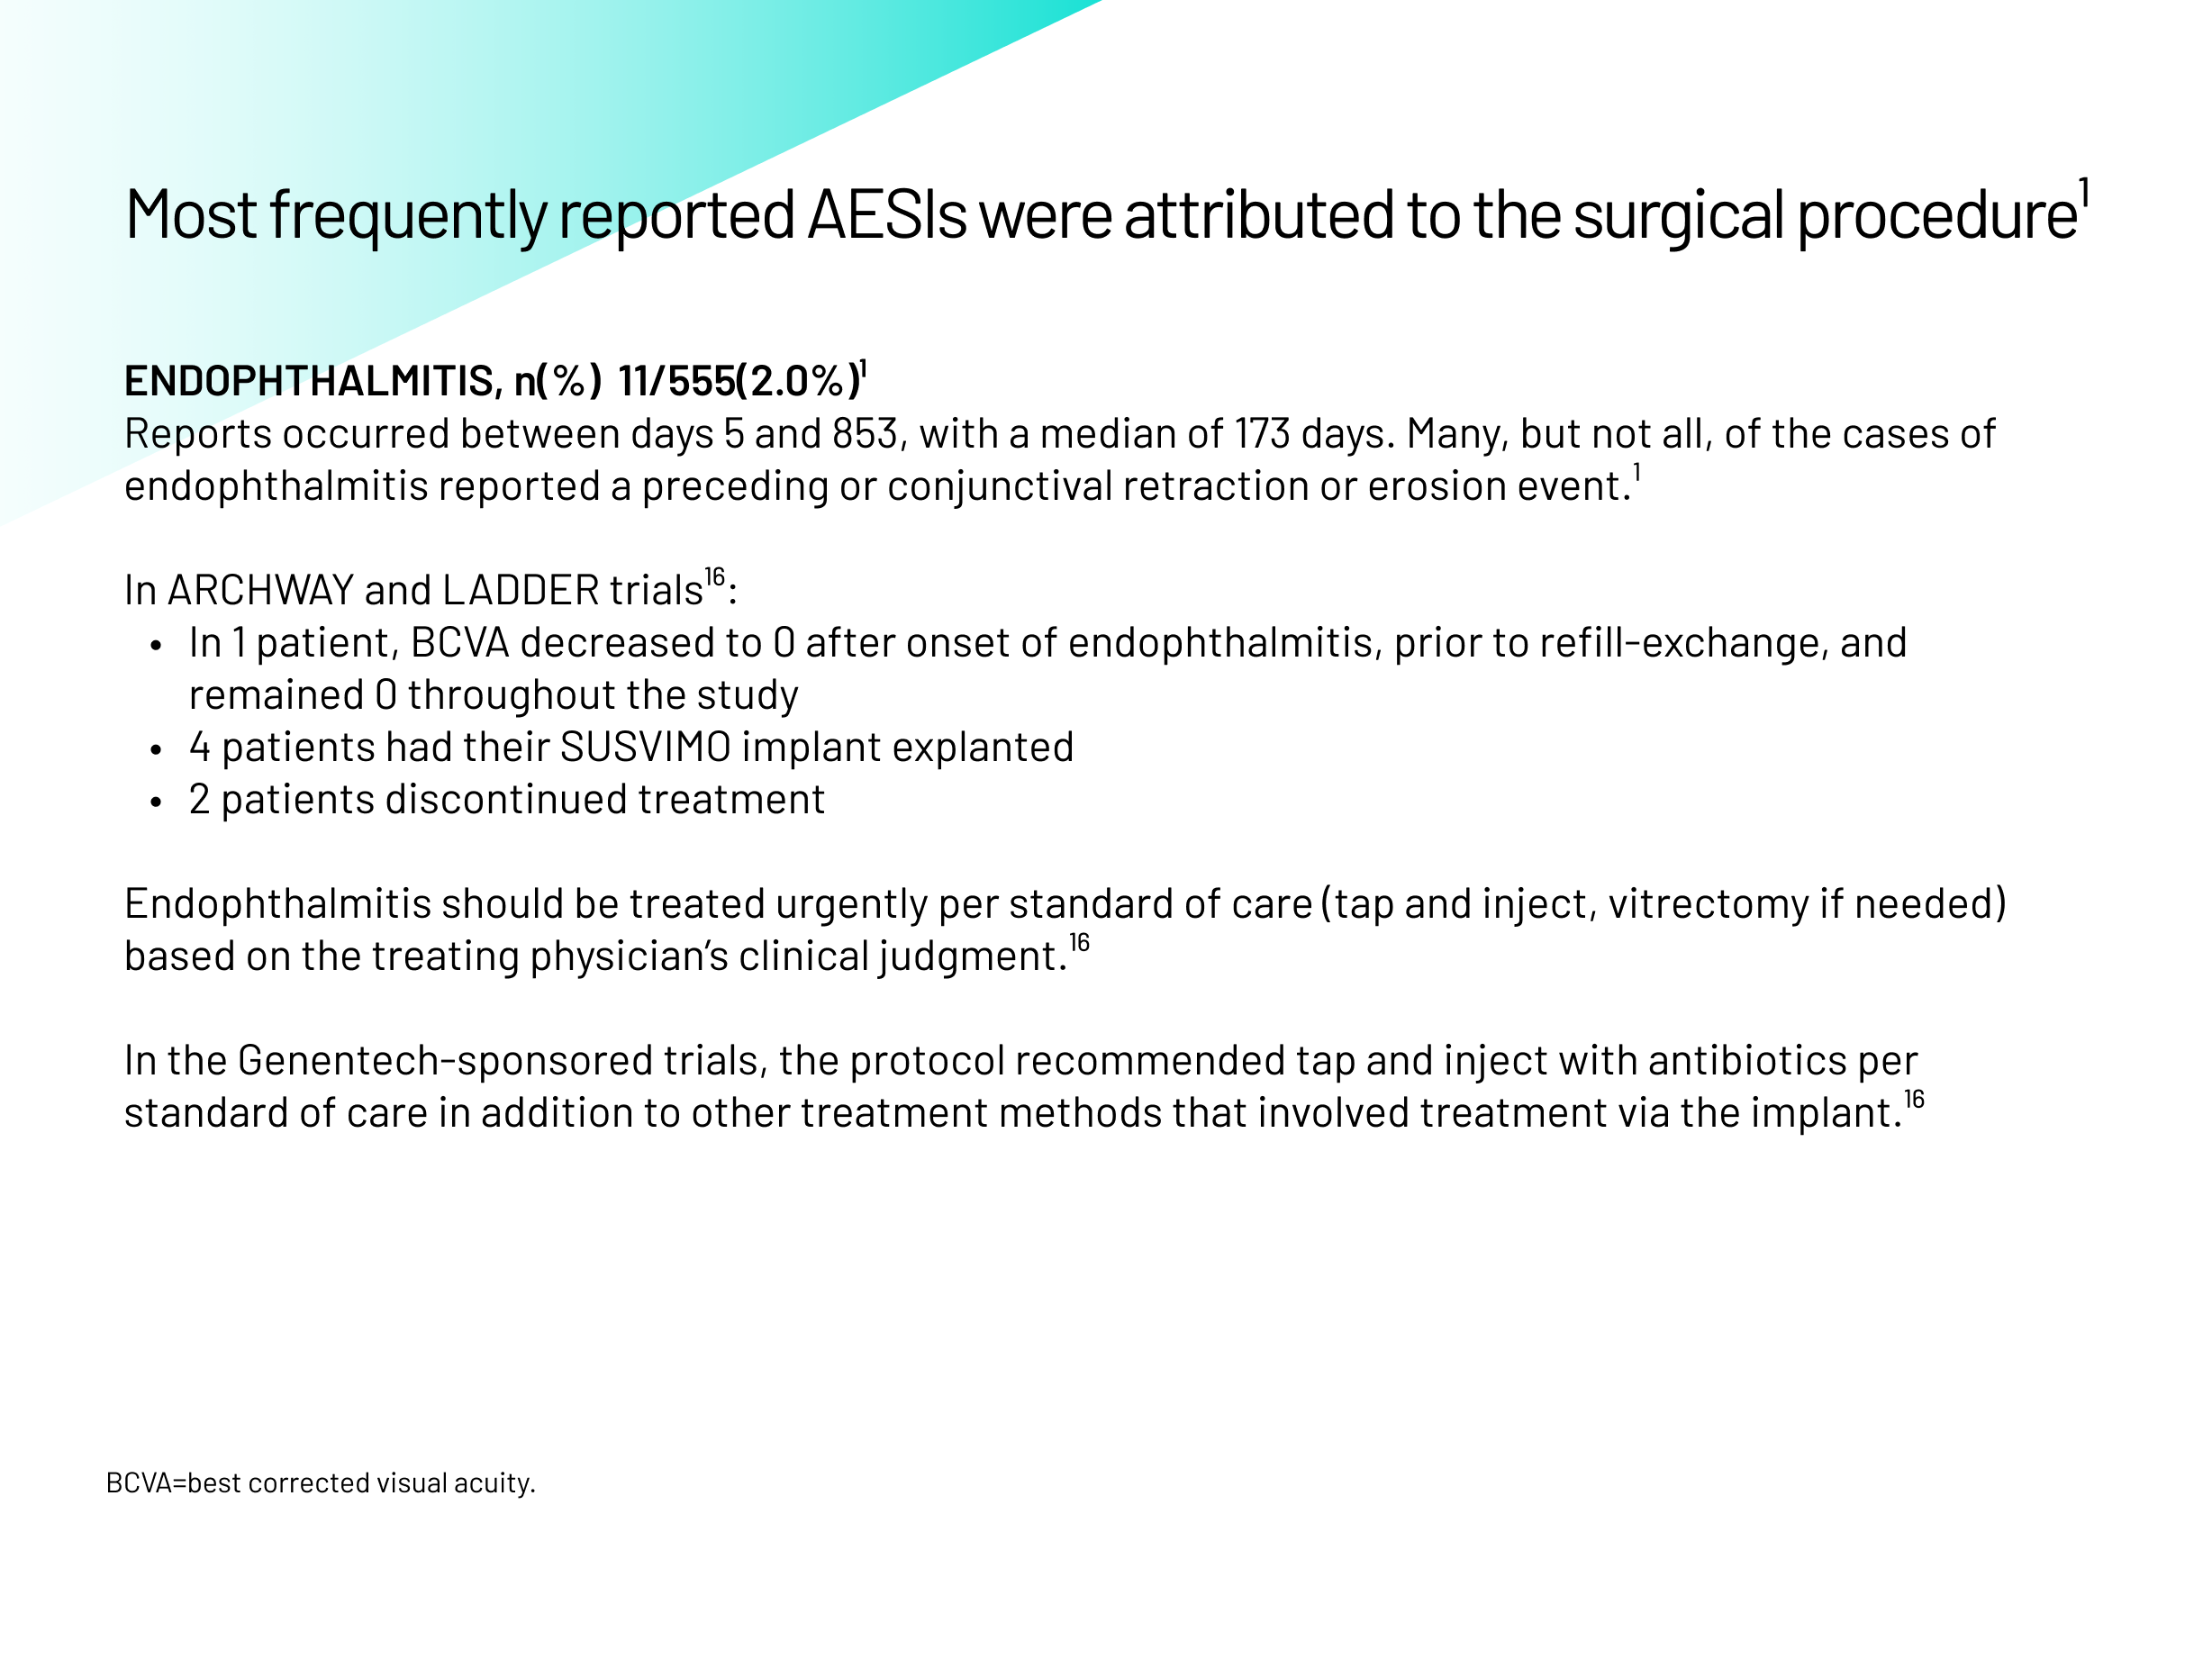 Most frequently reported AESIs were attributed to the surgical procedure¹
ENDOPHTHALMITIS, n(%) 11/555(2.0%)¹
Reports occurred between days 5 and 853, with a median of 173 days. Many, but not all, of the cases of
endophthalmitis reported a preceding or conjunctival retraction or erosion event.¹
In ARCHWAY and LADDER trials¹⁶:
• In 1 patient, BCVA decreased to 0 after onset of endophthalmitis, prior to refill-exchange, and
remained 0 throughout the study
• 4 patients had their SUSVIMO implant explanted
• 2 patients discontinued treatment
Endophthalmitis should be treated urgently per standard of care (tap and inject, vitrectomy if needed)
based on the treating physician’s clinical judgment.¹⁶
In the Genentech-sponsored trials, the protocol recommended tap and inject with antibiotics per
standard of care in addition to other treatment methods that involved treatment via the implant.¹⁶
BCVA=best corrected visual acuity.